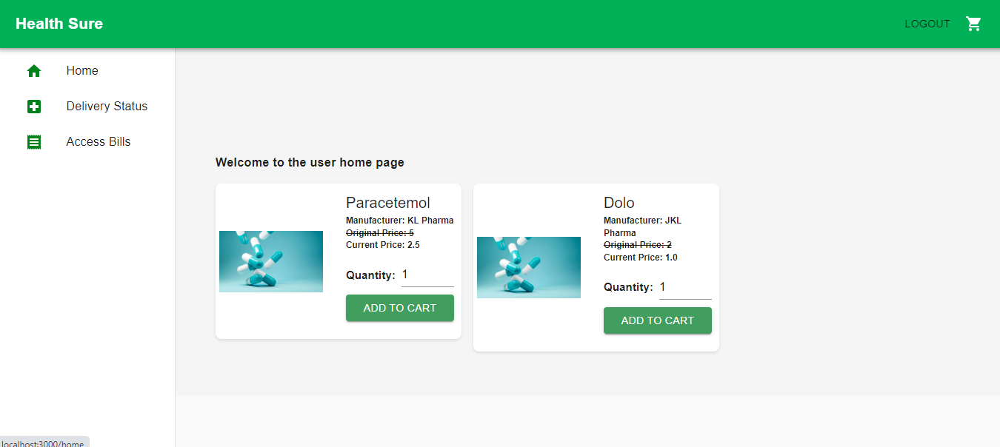 Health Sure
LOGOUT
Home
Delivery Status
Access Bills
Welcome to the user home page
Paracetemol
Manufacturer: KL Pharma
Original Price: 5
Current Price: 2.5
Quantity: 1
ADD TO CART
Dolo
Manufacturer: JKL
Pharma
Original Price: 2
Current Price: 1.0
Quantity: 1
ADD TO CART
localhost:3000/home